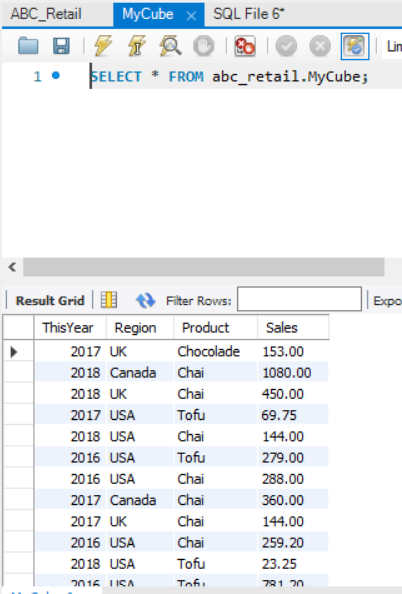 ABC_Retail MyCube × SQL File 6*
Lin
1 SELECT * FROM abc_retail.MyCube;
Result Grid Filter Rows: Expo
ThisYear Region Product Sales
2017 UK Chocolade 153.00
2018 Canada Chai 1080.00
2018 UK Chai 450.00
2017 USA Tofu 69.75
2018 USA Chai 144.00
2016 USA Tofu 279.00
2016 USA Chai 288.00
2017 Canada Chai 360.00
2017 UK Chai 144.00
2016 USA Chai 259.20
2018 USA Tofu 23.25
2016 USA Tofu 781.20